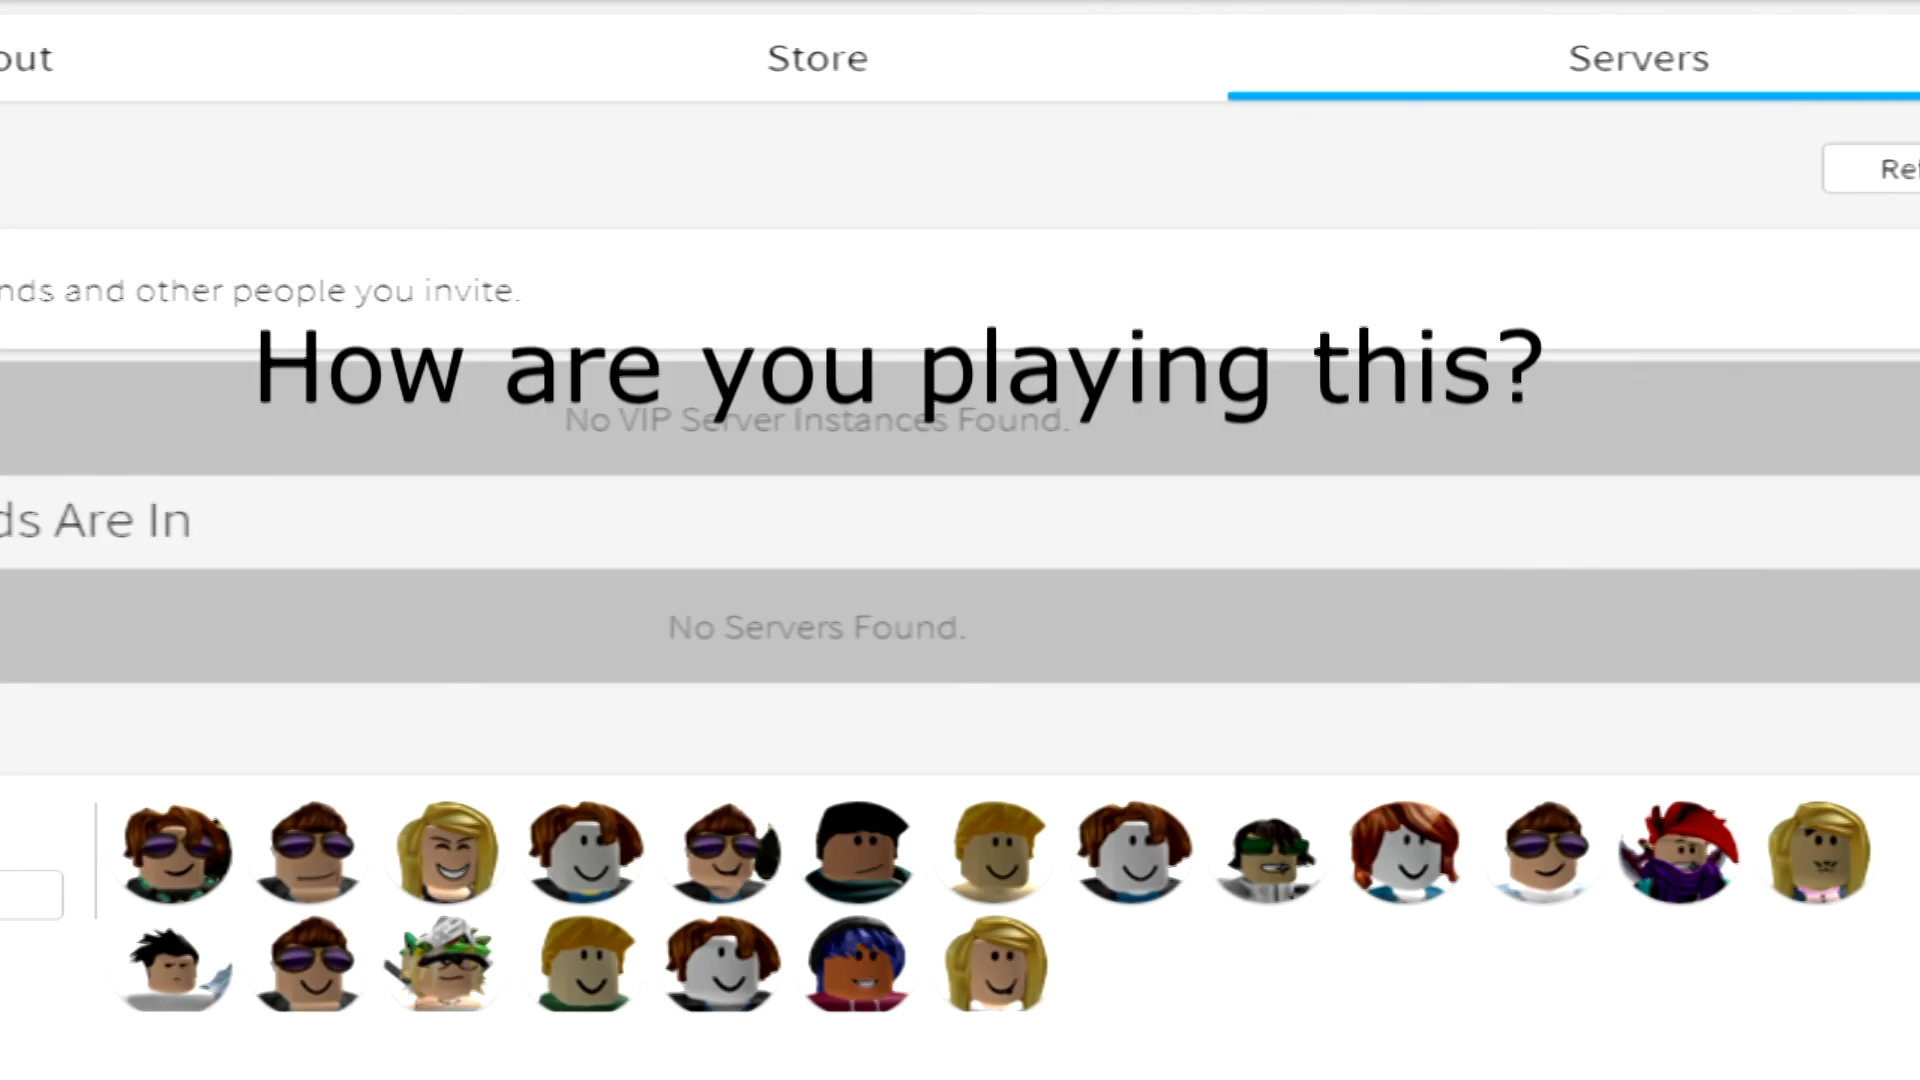 out Store Servers
Ref
nds and other people you invite.
How are you playing this?
No VIP Server Instances Found.
ds Are In
No Servers Found.